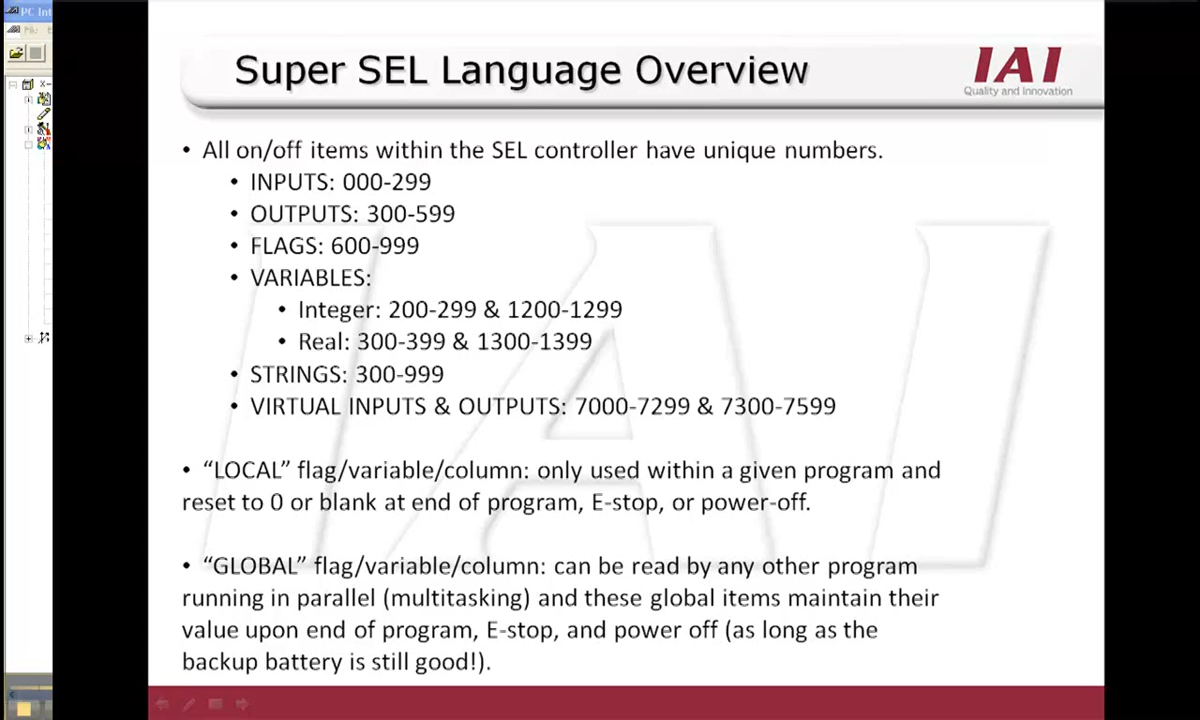 PC Int
File
Super SEL Language Overview
IAI
Quality and Innovation
• All on/off items within the SEL controller have unique numbers.
• INPUTS: 000-299
• OUTPUTS: 300-599
• FLAGS: 600-999
• VARIABLES:
• Integer: 200-299 & 1200-1299
• Real: 300-399 & 1300-1399
• STRINGS: 300-999
• VIRTUAL INPUTS & OUTPUTS: 7000-7299 & 7300-7599
• “LOCAL” flag/variable/column: only used within a given program and
reset to 0 or blank at end of program, E-stop, or power-off.
• “GLOBAL” flag/variable/column: can be read by any other program
running in parallel (multitasking) and these global items maintain their
value upon end of program, E-stop, and power off (as long as the
backup battery is still good!).
IAI